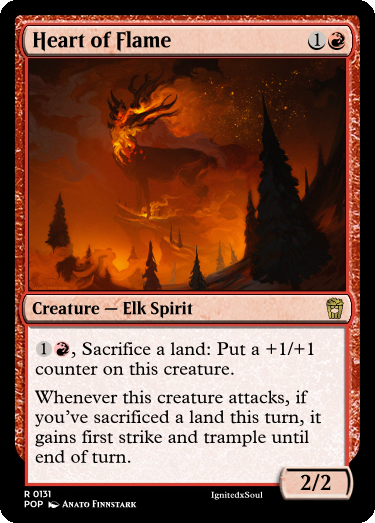 Heart of Flame 1
Creature — Elk Spirit
1, Sacrifice a land: Put a +1/+1
counter on this creature.
Whenever this creature attacks, if
you've sacrificed a land this turn, it
gains first strike and trample until
end of turn.
2/2
R 0131
POP Anato Finnstark
IgnitedxSoul